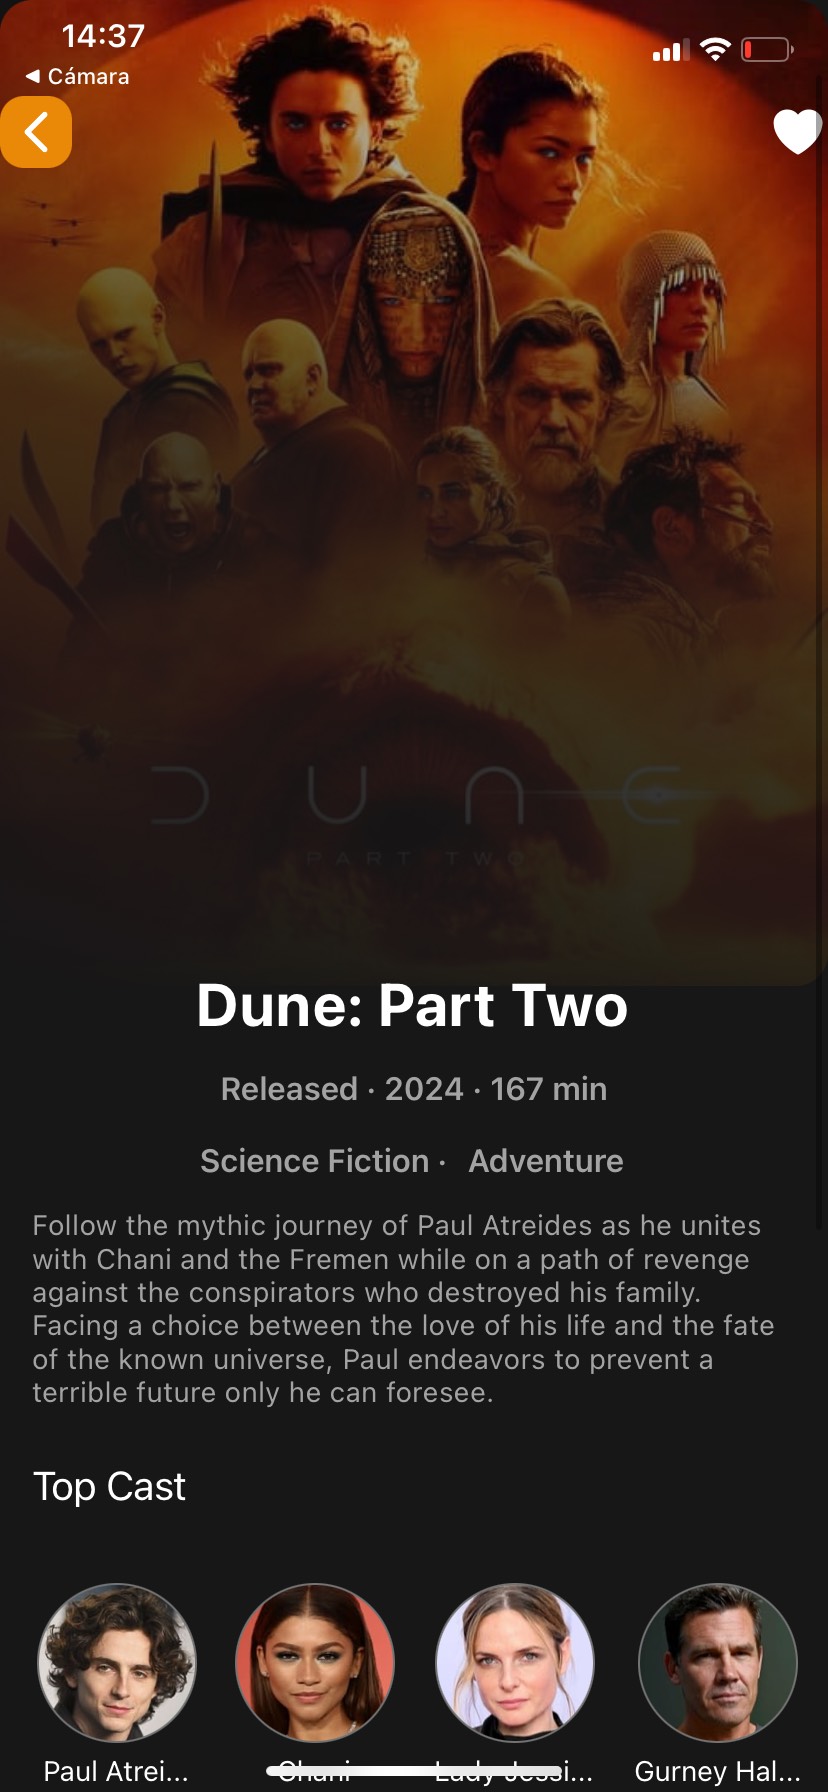 14:37
◀ Cámara
DUNE
PART TWO
Dune: Part Two
Released · 2024 · 167 min
Science Fiction · Adventure
Follow the mythic journey of Paul Atreides as he unites
with Chani and the Fremen while on a path of revenge
against the conspirators who destroyed his family.
Facing a choice between the love of his life and the fate
of the known universe, Paul endeavors to prevent a
terrible future only he can foresee.
Top Cast
Paul Atrei...
Chani
Lady Jessi...
Gurney Hal...